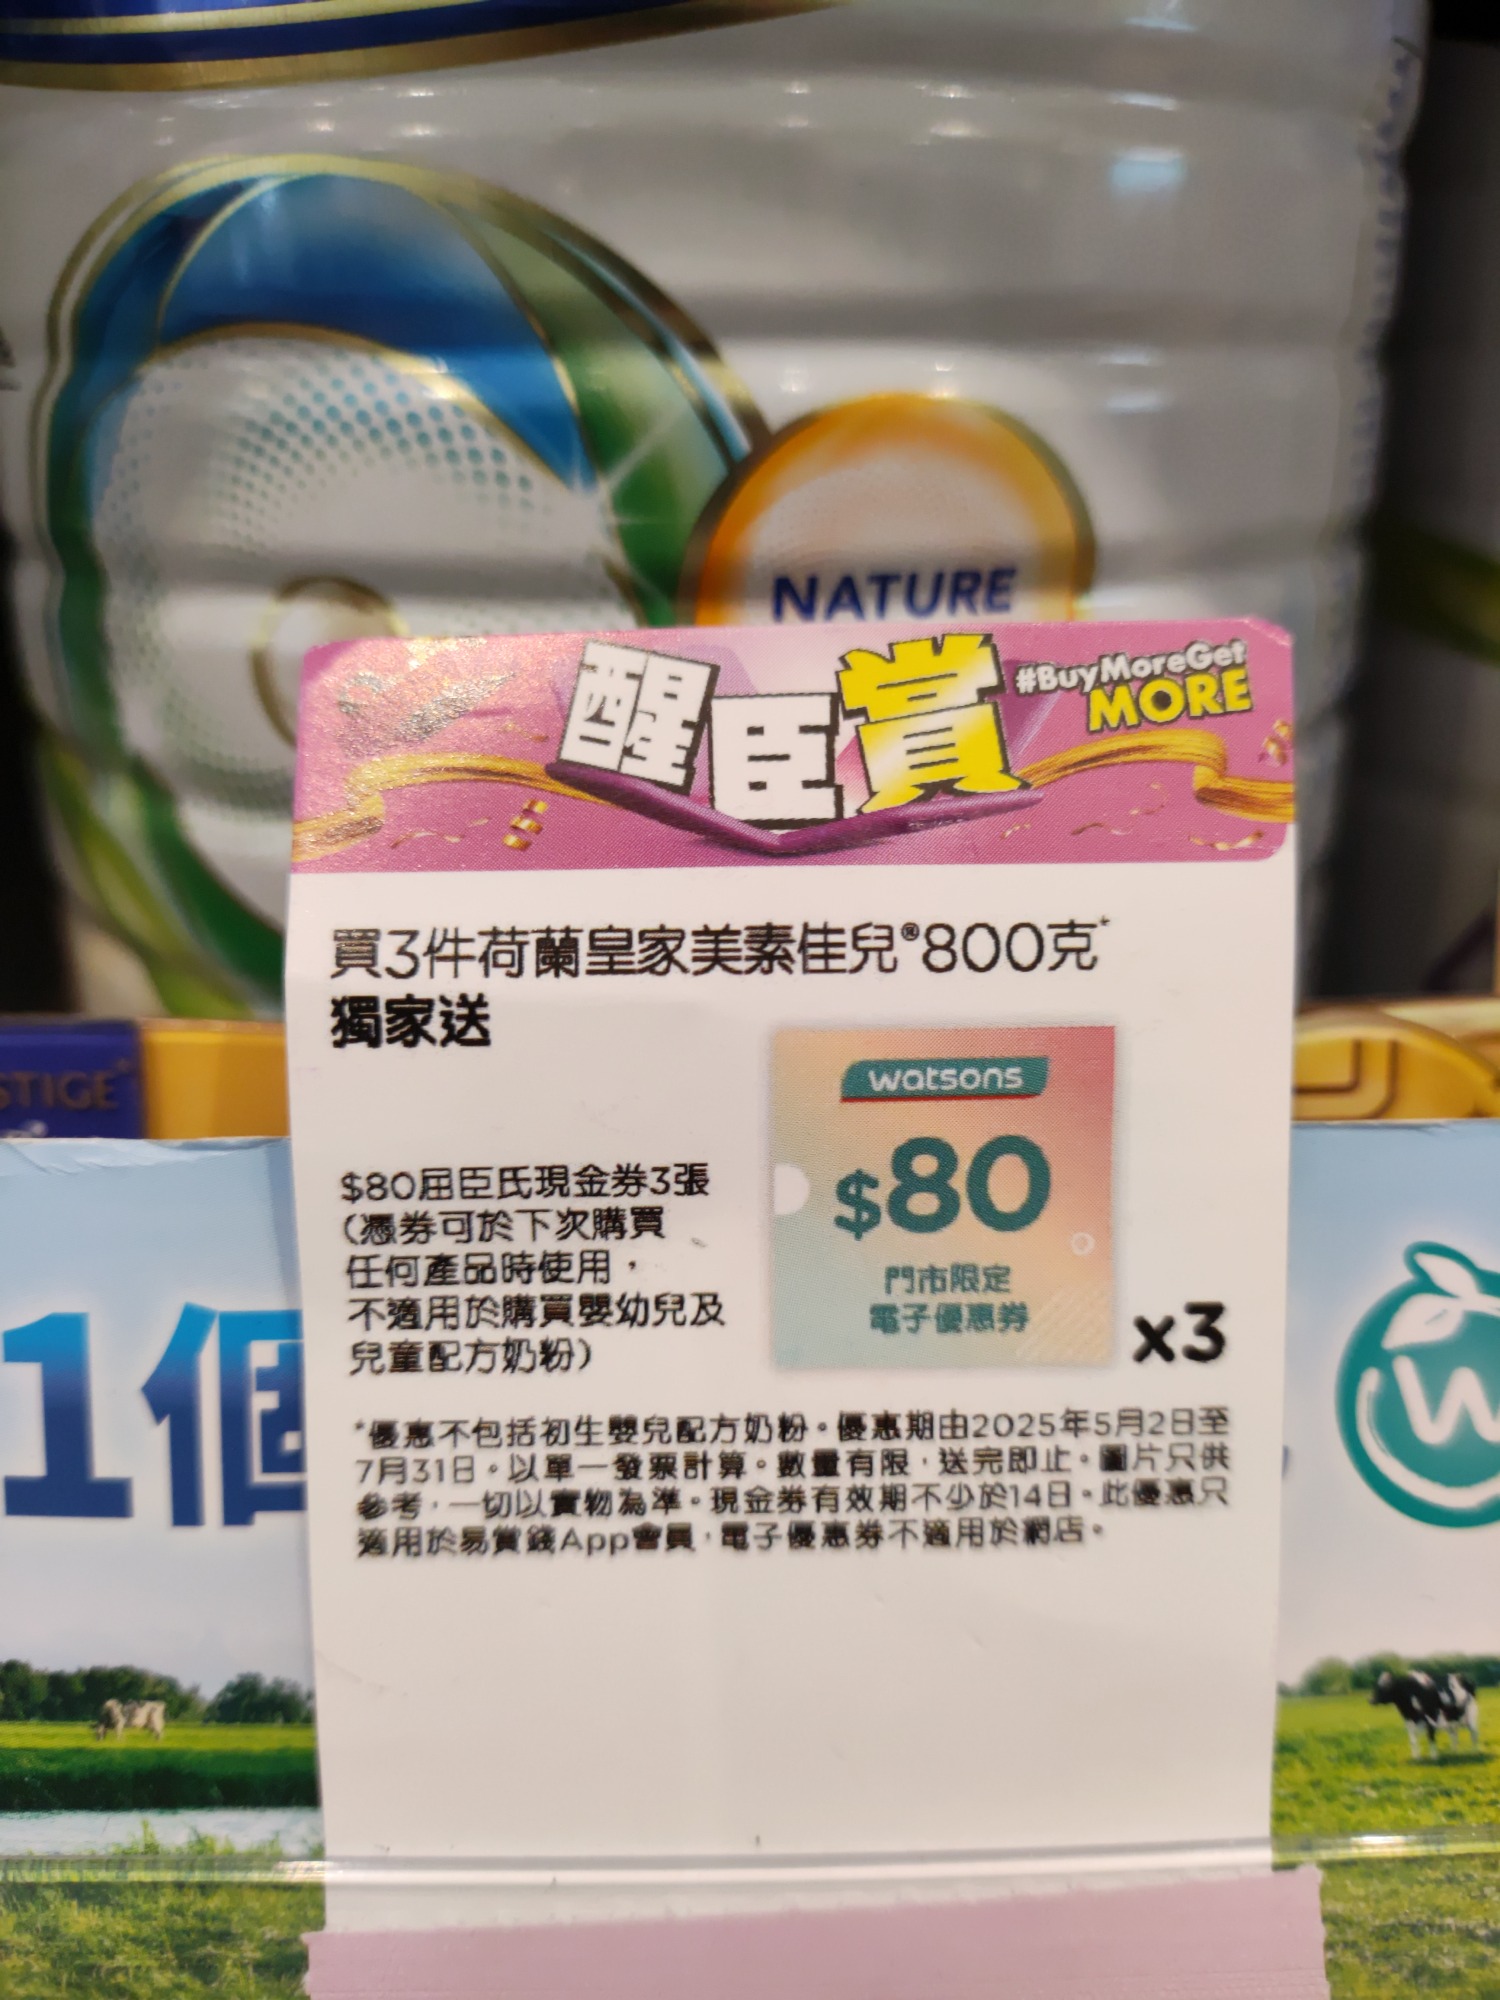 NATURE
醒臣賞
#BuyMoreGet
MORE
買3件荷蘭皇家美素佳兒®800克*
獨家送
watsons
$80
門市限定
電子優惠券
x3
$80屈臣氏現金券3張
(憑券可於下次購買
任何產品時使用，
不適用於購買嬰幼兒及
兒童配方奶粉)
*優惠不包括初生嬰兒配方奶粉。優惠期由2025年5月2日至
7月31日。以單一發票計算。數量有限，送完即止。圖片只供
參考，一切以實物為準。現金券有效期不少於14日。此優惠只
適用於易賞錢App會員，電子優惠券不適用於網店。
STIGE
1個
W